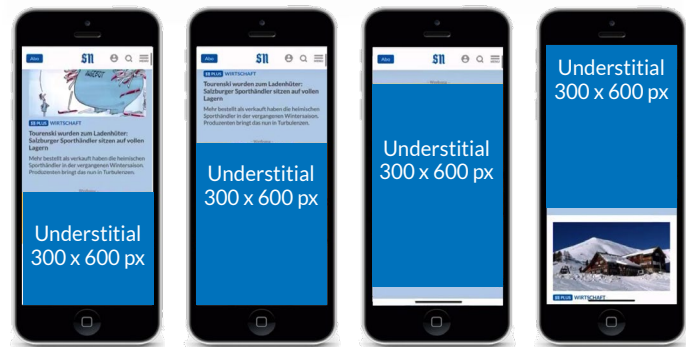 Abo
SN
S PLUS WIRTSCHAFT
Tourenski wurden zum Ladenhüter:
Salzburger Sporthändler sitzen auf vollen
Lagern
Mehr bestellt als verkauft haben die heimischen
Sporthändler in der vergangenen Wintersaison.
Produzenten bringt das nun in Turbulenzen.
Understitial
300 x 600 px
Abo
SN
S PLUS WIRTSCHAFT
Tourenski wurden zum Ladenhüter:
Salzburger Sporthändler sitzen auf vollen
Lagern
Mehr bestellt als verkauft haben die heimischen
Sporthändler in der vergangenen Wintersaison.
Produzenten bringt das nun in Turbulenzen.
- Werbung -
Understitial
300 x 600 px
Abo
SN
- Werbung -
Understitial
300 x 600 px
Understitial
300 x 600 px
S PLUS WIRTSCHAFT